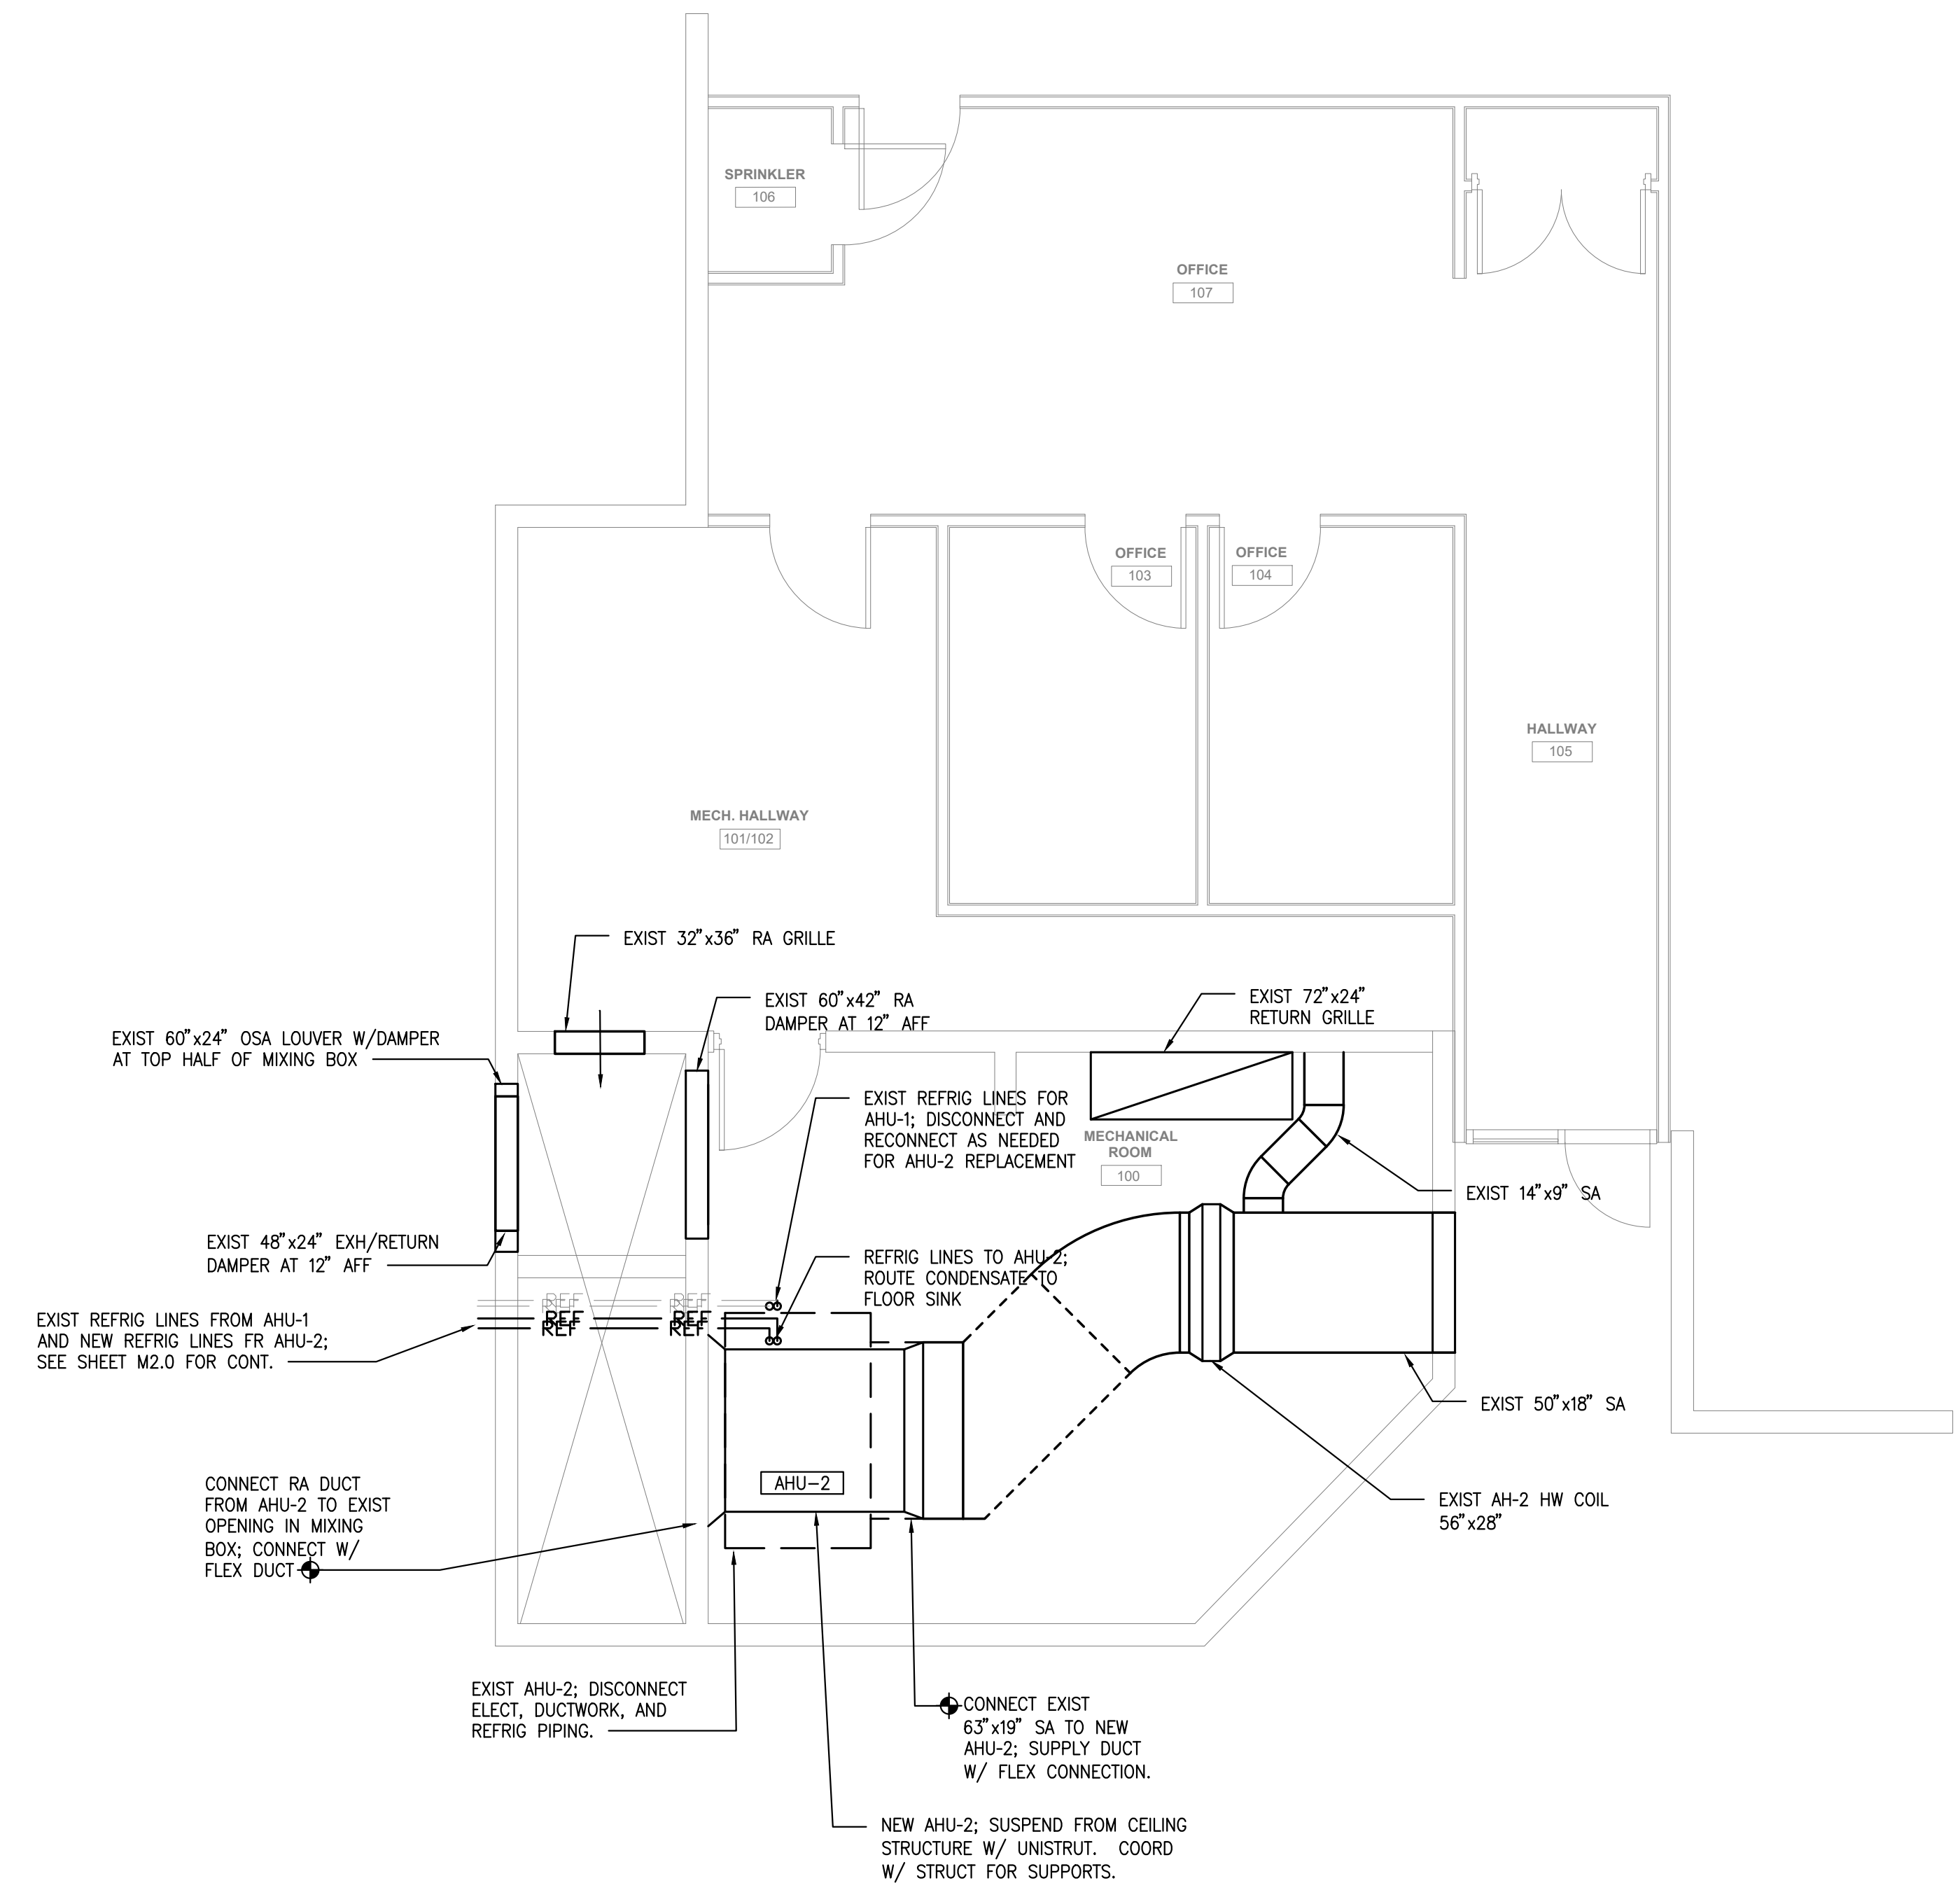 SPRINKLER
106
OFFICE
107
OFFICE
103
OFFICE
104
HALLWAY
105
MECH. HALLWAY
101/102
EXIST 32"x36" RA GRILLE
EXIST 60"x42" RA
DAMPER AT 12" AFF
EXIST 72"x24"
RETURN GRILLE
EXIST 60"x24" OSA LOUVER W/DAMPER
AT TOP HALF OF MIXING BOX
EXIST REFRIG LINES FOR
AHU-1; DISCONNECT AND
RECONNECT AS NEEDED
FOR AHU-2 REPLACEMENT
MECHANICAL
ROOM
100
EXIST 14"x9" SA
EXIST 48"x24" EXH/RETURN
DAMPER AT 12" AFF
REFRIG LINES TO AHU-2;
ROUTE CONDENSATE TO
FLOOR SINK
REF REF
REF REF
REF REF
REF REF
EXIST REFRIG LINES FROM AHU-1
AND NEW REFRIG LINES FR AHU-2;
SEE SHEET M2.0 FOR CONT.
EXIST 50"x18" SA
AHU-2
CONNECT RA DUCT
FROM AHU-2 TO EXIST
OPENING IN MIXING
BOX; CONNECT W/
FLEX DUCT
EXIST AH-2 HW COIL
56"x28"
EXIST AHU-2; DISCONNECT
ELECT, DUCTWORK, AND
REFRIG PIPING.
CONNECT EXIST
63"x19" SA TO NEW
AHU-2; SUPPLY DUCT
W/ FLEX CONNECTION.
NEW AHU-2; SUSPEND FROM CEILING
STRUCTURE W/ UNISTRUT. COORD
W/ STRUCT FOR SUPPORTS.